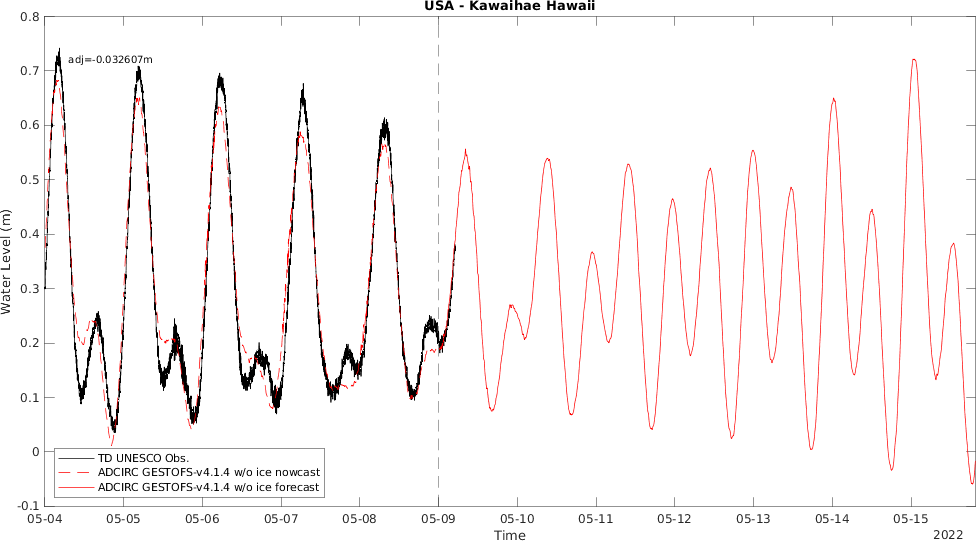 USA - Kawaihae Hawaii
0.8
0.7
0.6
0.5
0.4
0.3
0.2
0.1
0
-0.1
Water Level (m)
adj=-0.032607m
TD UNESCO Obs.
ADCIRC GESTOFS-v4.1.4 w/o ice nowcast
ADCIRC GESTOFS-v4.1.4 w/o ice forecast
05-04 05-05 05-06 05-07 05-08 05-09 05-10 05-11 05-12 05-13 05-14 05-15
Time
2022